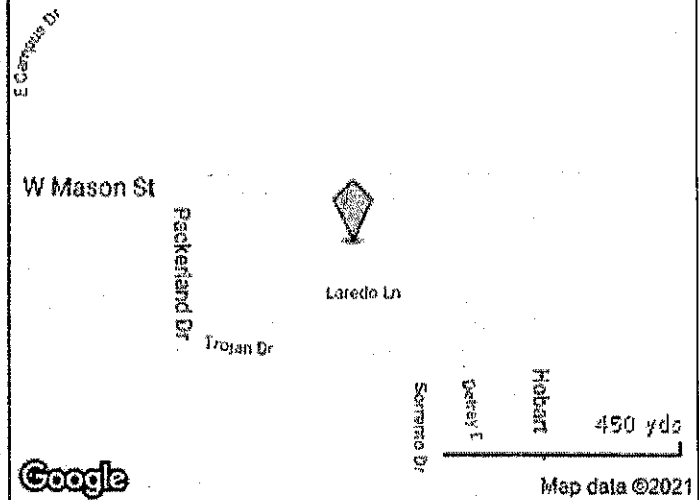 E Campus Dr
W Mason St
Packerland Dr
Laredo Ln
Trojan Dr
Sorrento Dr
Hobart
450 yds
Google
Map data ©2021